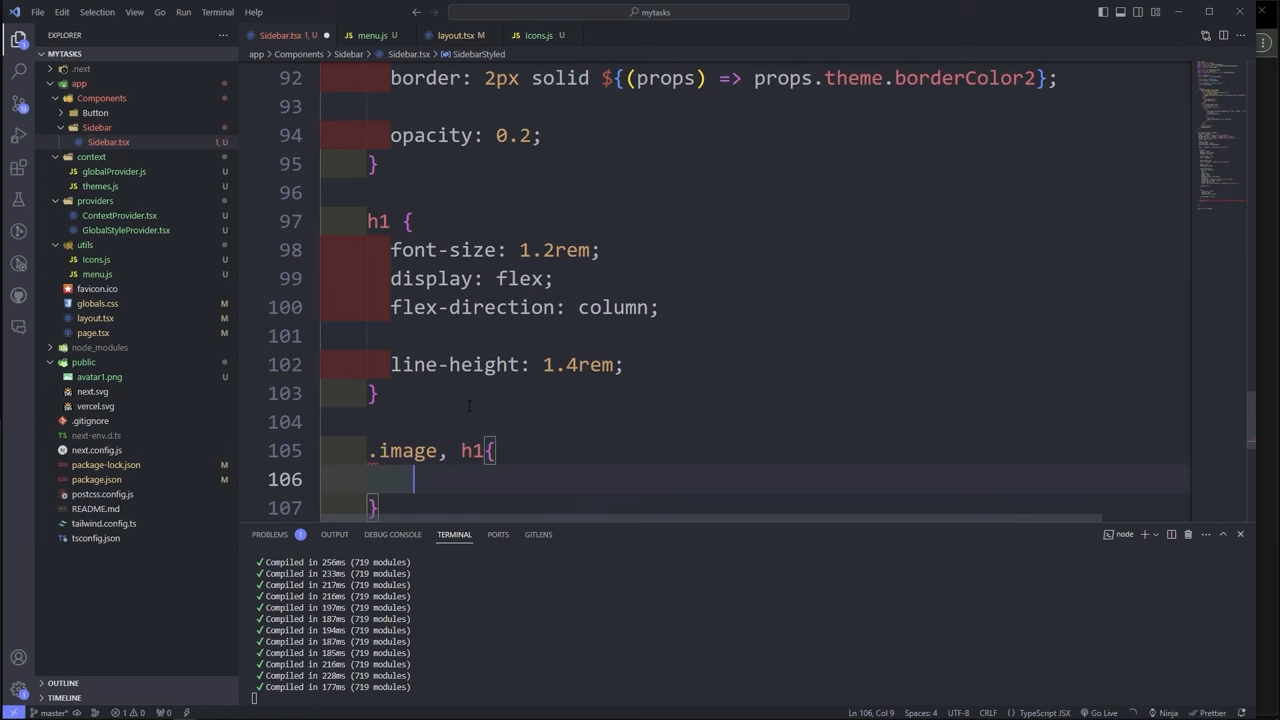 File Edit Selection View Go Run Terminal Help
mytasks
EXPLORER
MYTASKS
.next
app
Components
Button
Sidebar
Sidebar.tsx 1, U
context
globalProvider.js U
themes.js U
providers
ContextProvider.tsx U
GlobalStyleProvider.tsx U
utils
Icons.js U
menu.js U
favicon.ico
globals.css M
layout.tsx M
page.tsx M
node_modules
public
avatar1.png U
next.svg
vercel.svg
.gitignore
next-env.d.ts
next.config.js
package-lock.json M
package.json M
postcss.config.js
README.md
tailwind.config.ts
tsconfig.json
OUTLINE
TIMELINE
Sidebar.tsx 1, U menu.js U layout.tsx M Icons.js U
app > Components > Sidebar > Sidebar.tsx > SidebarStyled
92 border: 2px solid ${(props) => props.theme.borderColor2};
93
94 opacity: 0.2;
95 }
96
97 h1 {
98 font-size: 1.2rem;
99 display: flex;
100 flex-direction: column;
101
102 line-height: 1.4rem;
103 }
104
105 .image, h1{
106
107 }
PROBLEMS 1 OUTPUT DEBUG CONSOLE TERMINAL PORTS GITLENS
node
✓ Compiled in 256ms (719 modules)
✓ Compiled in 233ms (719 modules)
✓ Compiled in 217ms (719 modules)
✓ Compiled in 216ms (719 modules)
✓ Compiled in 197ms (719 modules)
✓ Compiled in 187ms (719 modules)
✓ Compiled in 194ms (719 modules)
✓ Compiled in 187ms (719 modules)
✓ Compiled in 185ms (719 modules)
✓ Compiled in 216ms (719 modules)
✓ Compiled in 228ms (719 modules)
✓ Compiled in 177ms (719 modules)
master* 1 0 0 Ln 106, Col 9 Spaces: 4 UTF-8 CRLF TypeScript JSX Go Live Ninja Prettier